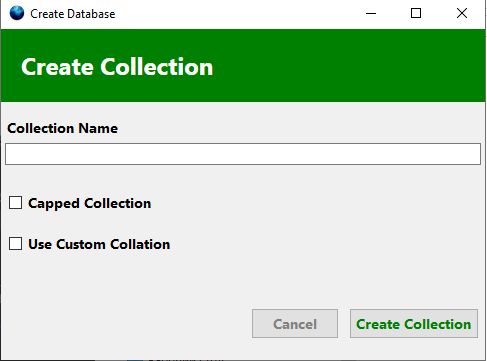 Create Database
Create Collection
Collection Name
Capped Collection
Use Custom Collation
Cancel
Create Collection